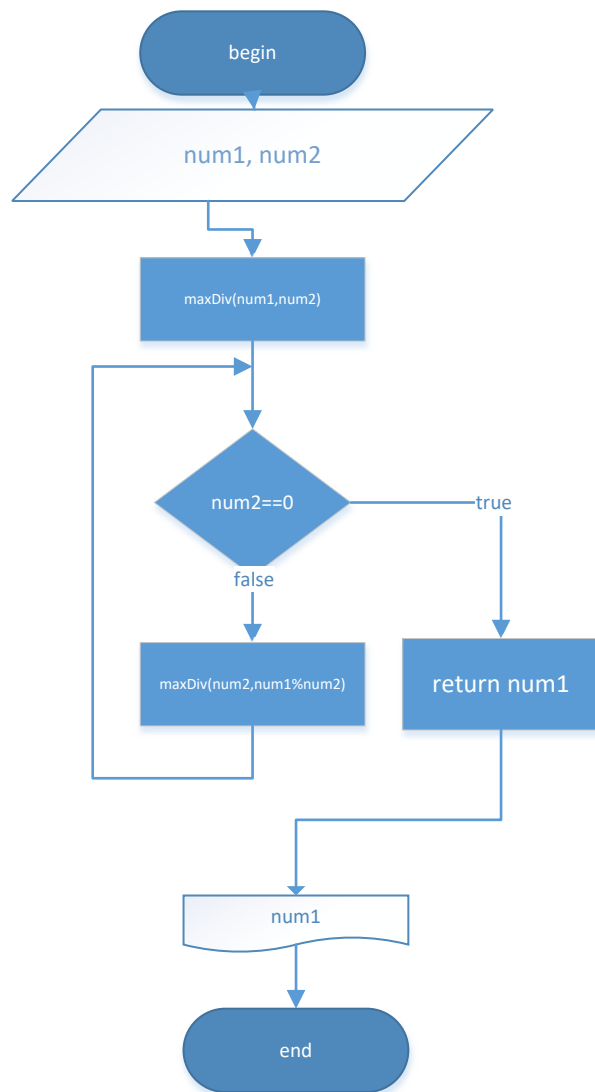 begin
num1, num2
maxDiv(num1,num2)
num2==0
true
false
maxDiv(num2,num1%num2)
return num1
num1
end